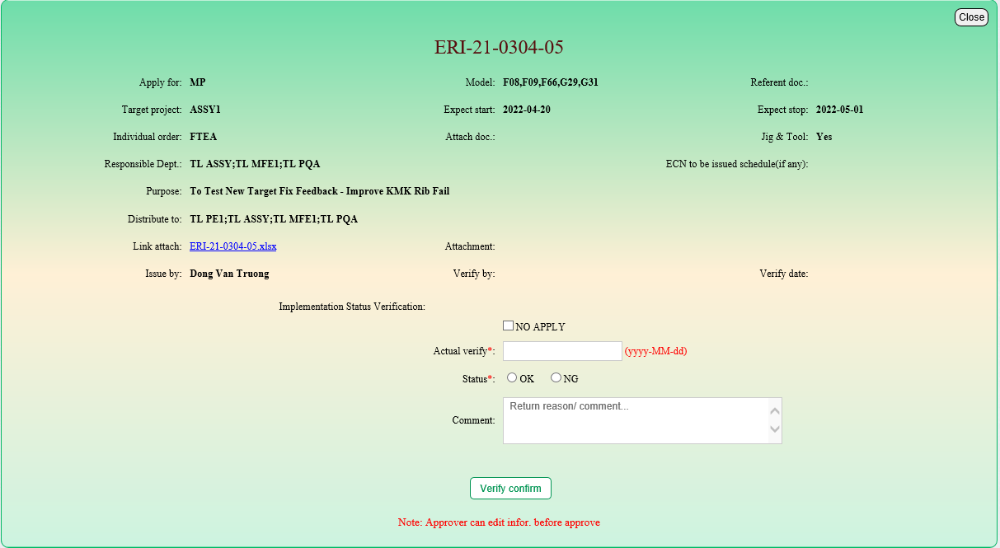 Close
ERI-21-0304-05
Apply for: MP Model: F08,F09,F66,G29,G31 Referent doc.:
Target project: ASSY1 Expect start: 2022-04-20 Expect stop: 2022-05-01
Individual order: FTEA Attach doc.: Jig & Tool: Yes
Responsible Dept.: TL ASSY;TL MFE1;TL PQA ECN to be issued schedule(if any):
Purpose: To Test New Target Fix Feedback - Improve KMK Rib Fail
Distribute to: TL PE1;TL ASSY;TL MFE1;TL PQA
Link attach: ERI-21-0304-05.xlsx Attachment:
Issue by: Dong Van Truong Verify by: Verify date:
Implementation Status Verification:
NO APPLY
Actual verify*: (yyyy-MM-dd)
Status*: OK NG
Comment: Return reason/ comment...
Verify confirm
Note: Approver can edit infor. before approve